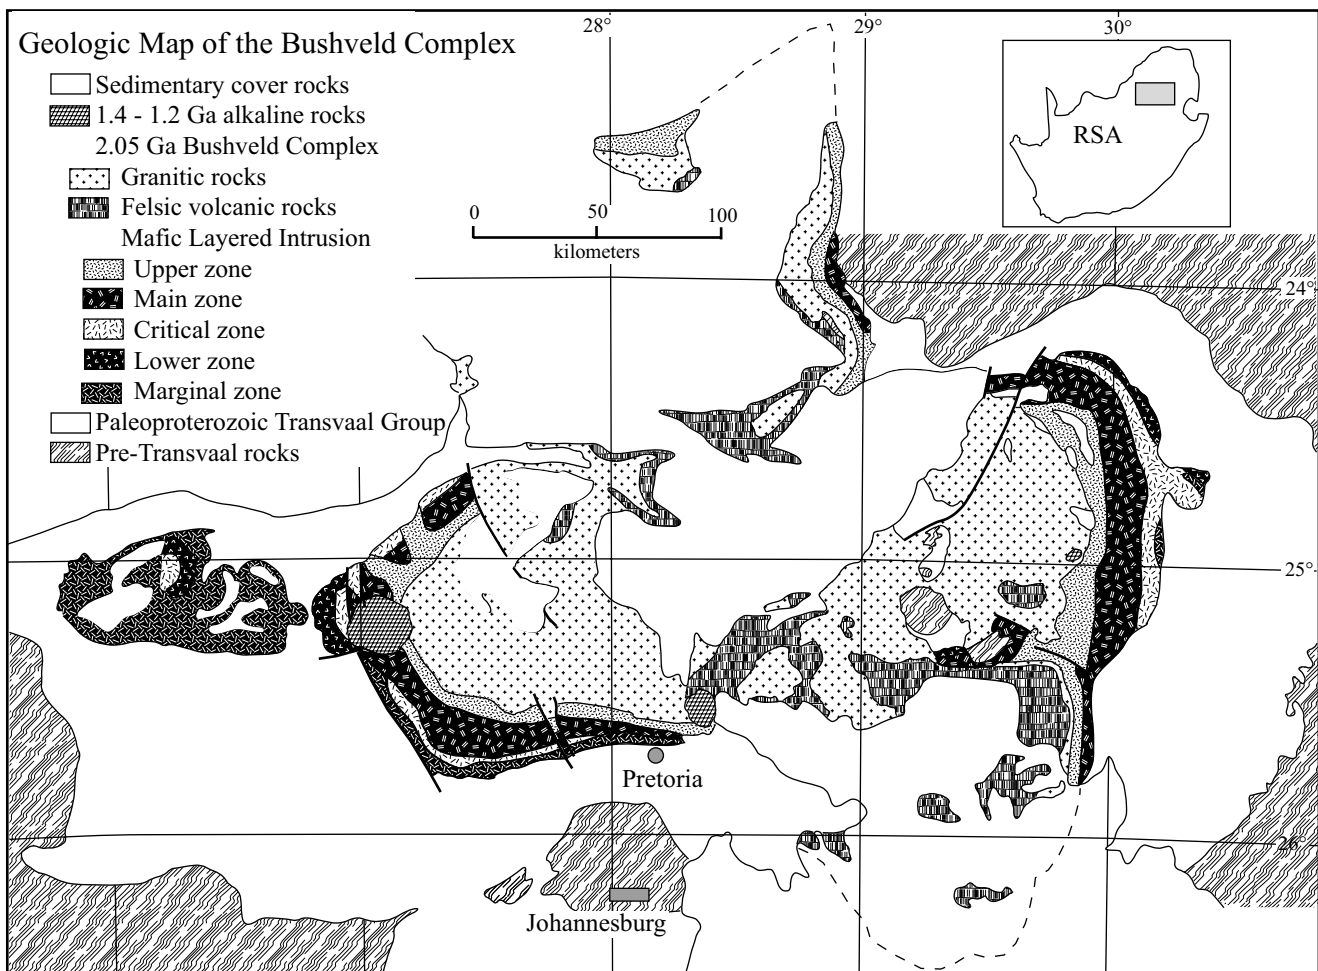 28°
29°
30°
Geologic Map of the Bushveld Complex
Sedimentary cover rocks
1.4 - 1.2 Ga alkaline rocks
2.05 Ga Bushveld Complex
Granitic rocks
Felsic volcanic rocks
Mafic Layered Intrusion
Upper zone
Main zone
Critical zone
Lower zone
Marginal zone
Paleoproterozoic Transvaal Group
Pre-Transvaal rocks
RSA
0 50 100
kilometers
24°
25°
Pretoria
26°
Johannesburg